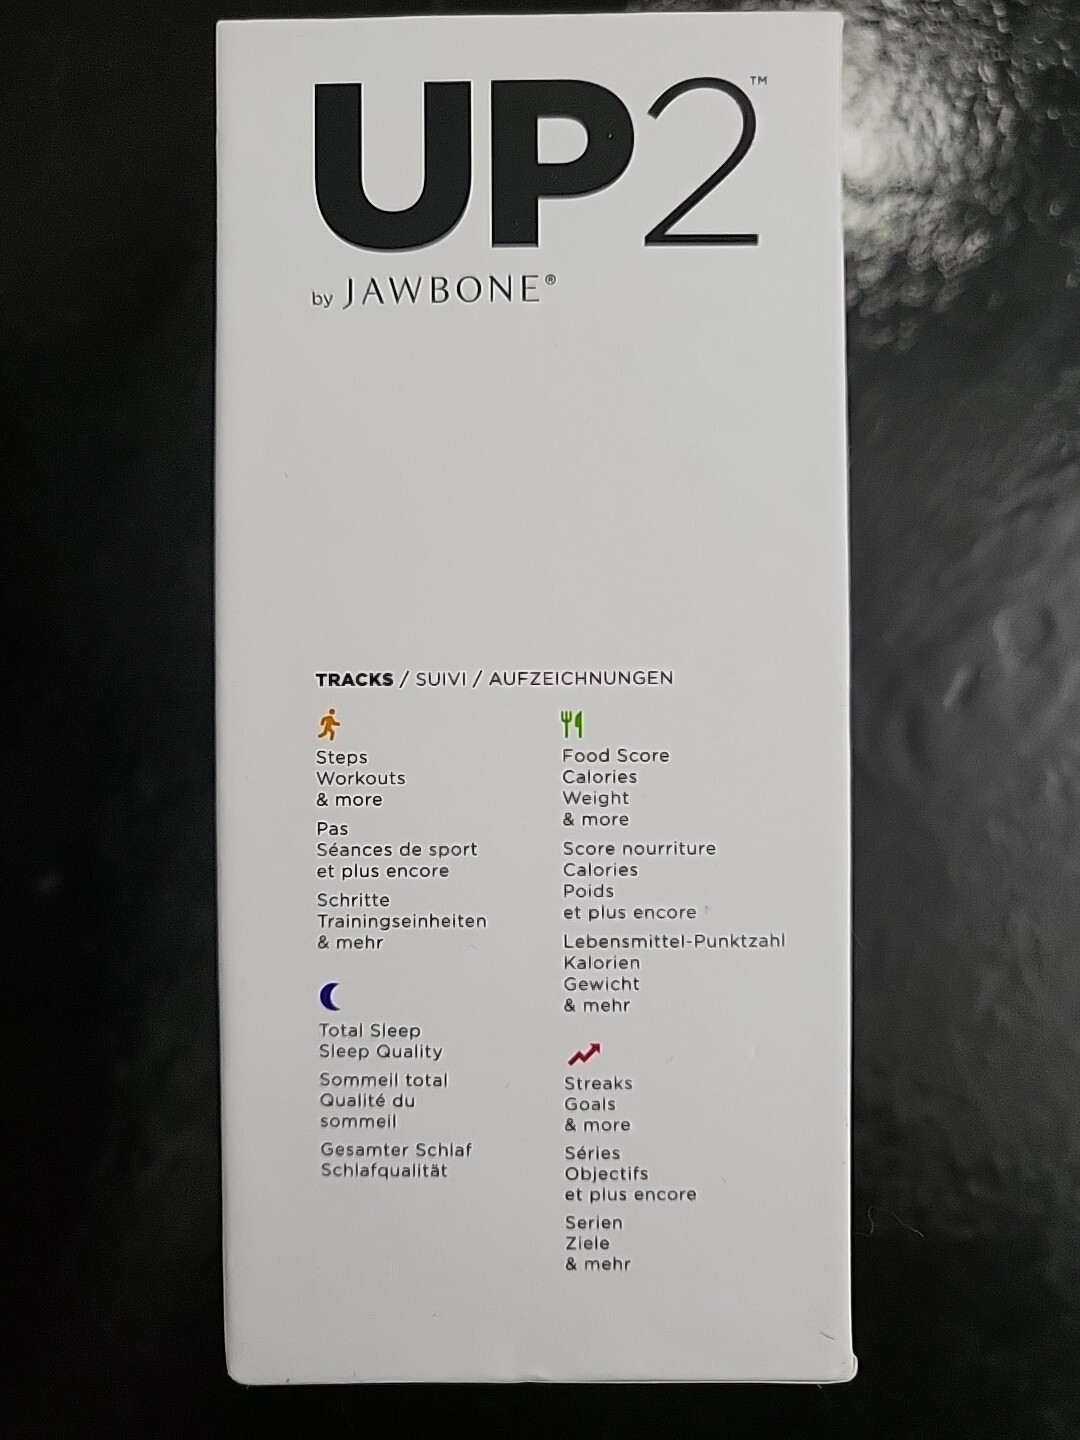 UP2™
by JAWBONE®
TRACKS / SUIVI / AUFZEICHNUNGEN
Steps
Workouts
& more
Pas
Séances de sport
et plus encore
Schritte
Trainingseinheiten
& mehr
Total Sleep
Sleep Quality
Sommeil total
Qualité du
sommeil
Gesamter Schlaf
Schlafqualität
Food Score
Calories
Weight
& more
Score nourriture
Calories
Poids
et plus encore
Lebensmittel-Punktzahl
Kalorien
Gewicht
& mehr
Streaks
Goals
& more
Séries
Objectifs
et plus encore
Serien
Ziele
& mehr